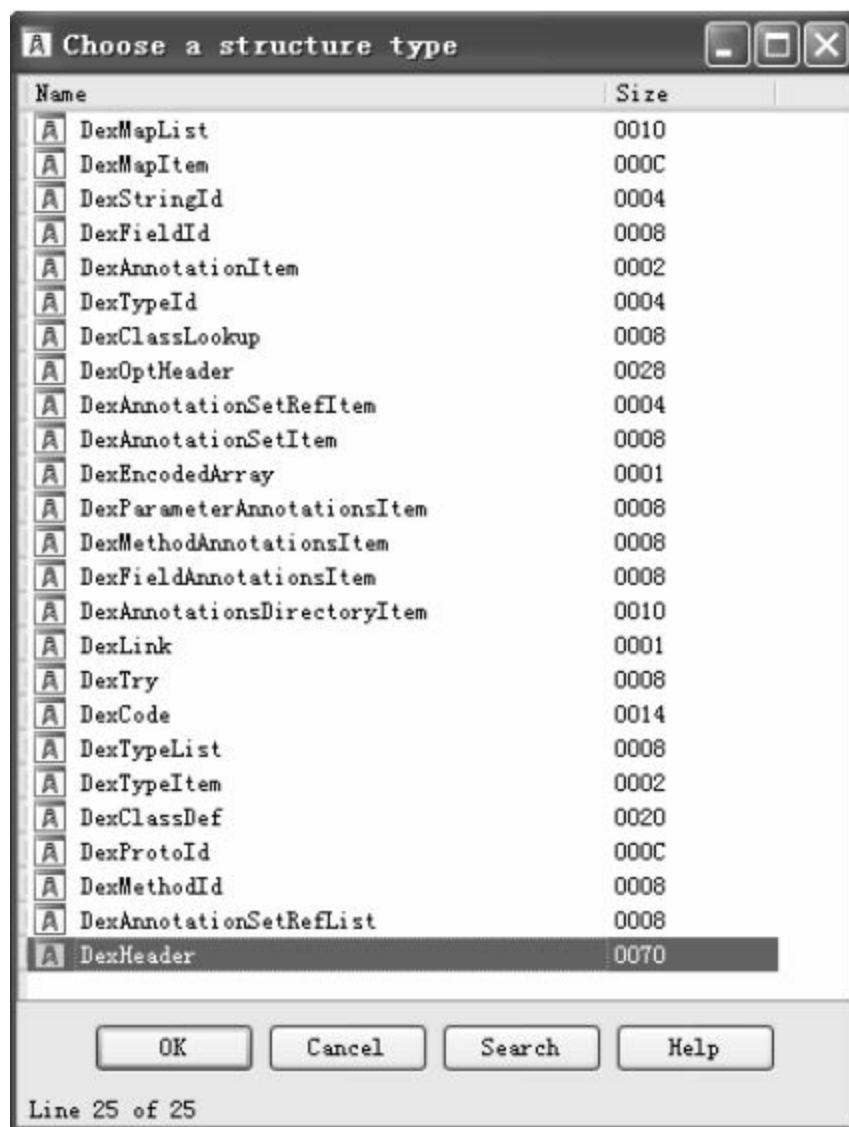 Choose a structure type
Name Size
DexMapList 0010
DexMapItem 000C
DexStringId 0004
DexFieldId 0008
DexAnnotationItem 0002
DexTypeId 0004
DexClassLookup 0008
DexOptHeader 0028
DexAnnotationSetRefItem 0004
DexAnnotationSetItem 0008
DexEncodedArray 0001
DexParameterAnnotationsItem 0008
DexMethodAnnotationsItem 0008
DexFieldAnnotationsItem 0008
DexAnnotationsDirectoryItem 0010
DexLink 0001
DexTry 0008
DexCode 0014
DexTypeList 0008
DexTypeItem 0002
DexClassDef 0020
DexProtoId 000C
DexMethodId 0008
DexAnnotationSetRefList 0008
DexHeader 0070
OK Cancel Search Help
Line 25 of 25